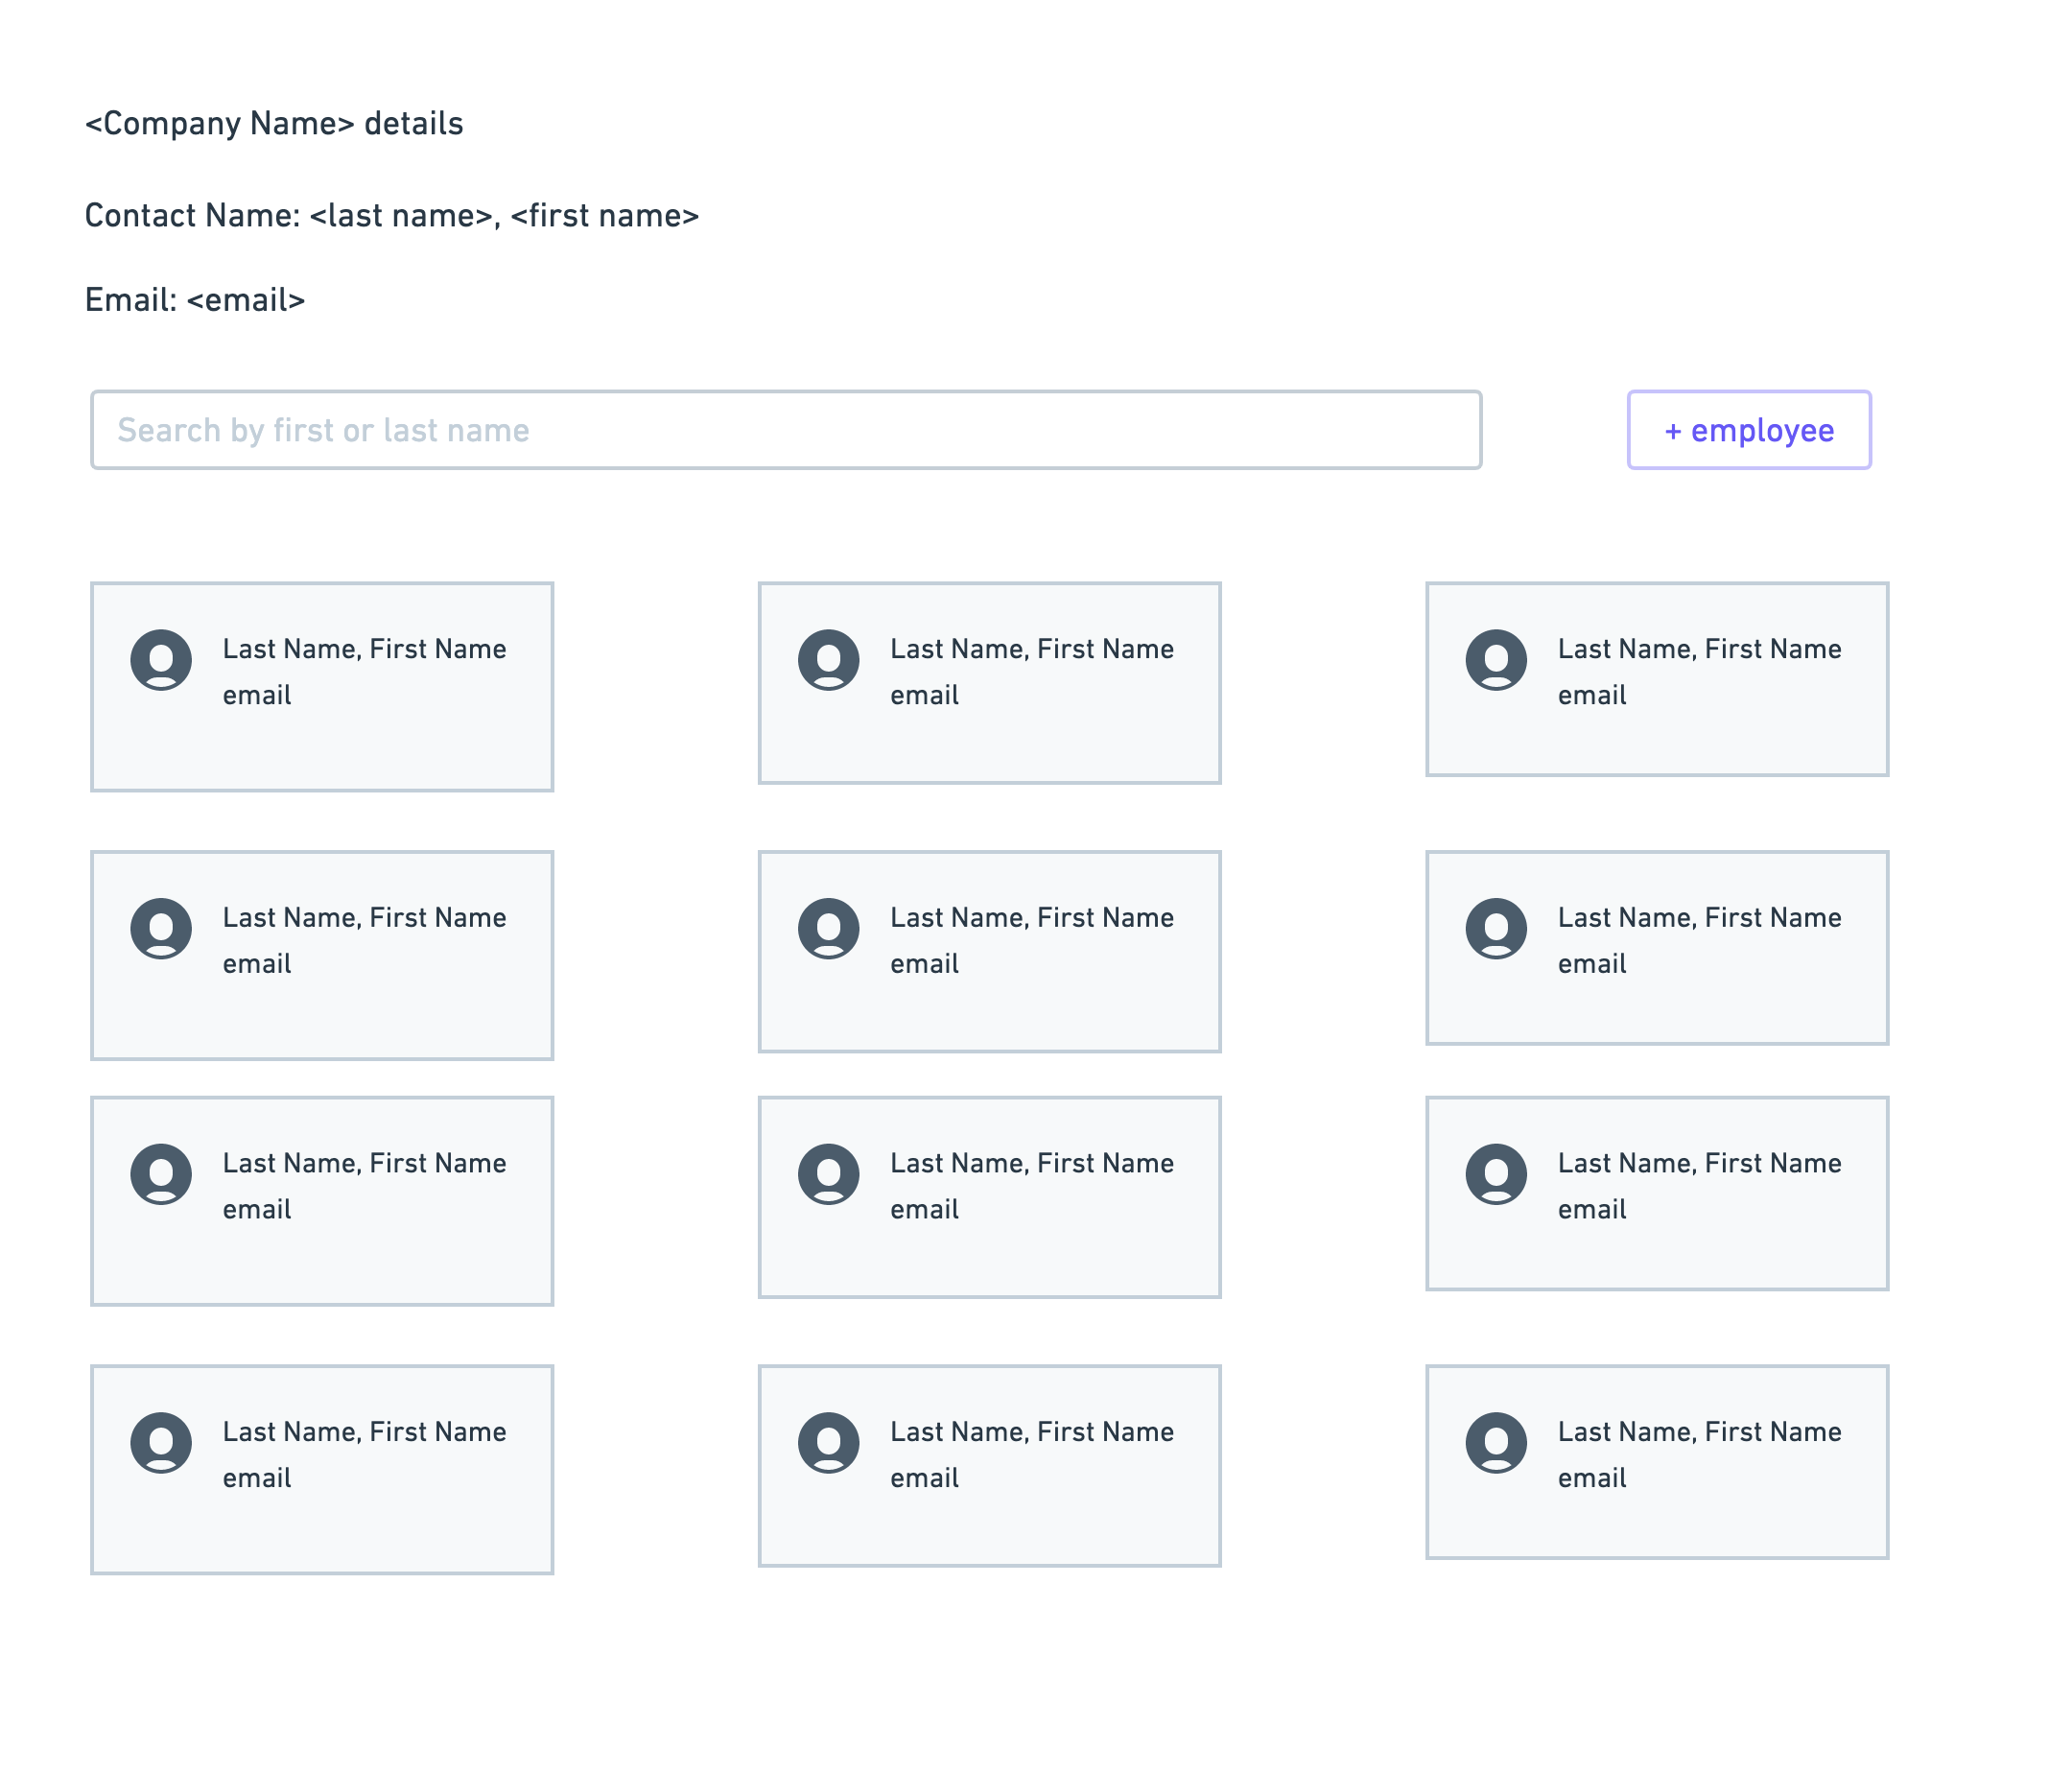 <Company Name> details
Contact Name: <last name>, <first name>
Email: <email>
Search by first or last name
+ employee
Last Name, First Name
email
Last Name, First Name
email
Last Name, First Name
email
Last Name, First Name
email
Last Name, First Name
email
Last Name, First Name
email
Last Name, First Name
email
Last Name, First Name
email
Last Name, First Name
email
Last Name, First Name
email
Last Name, First Name
email
Last Name, First Name
email